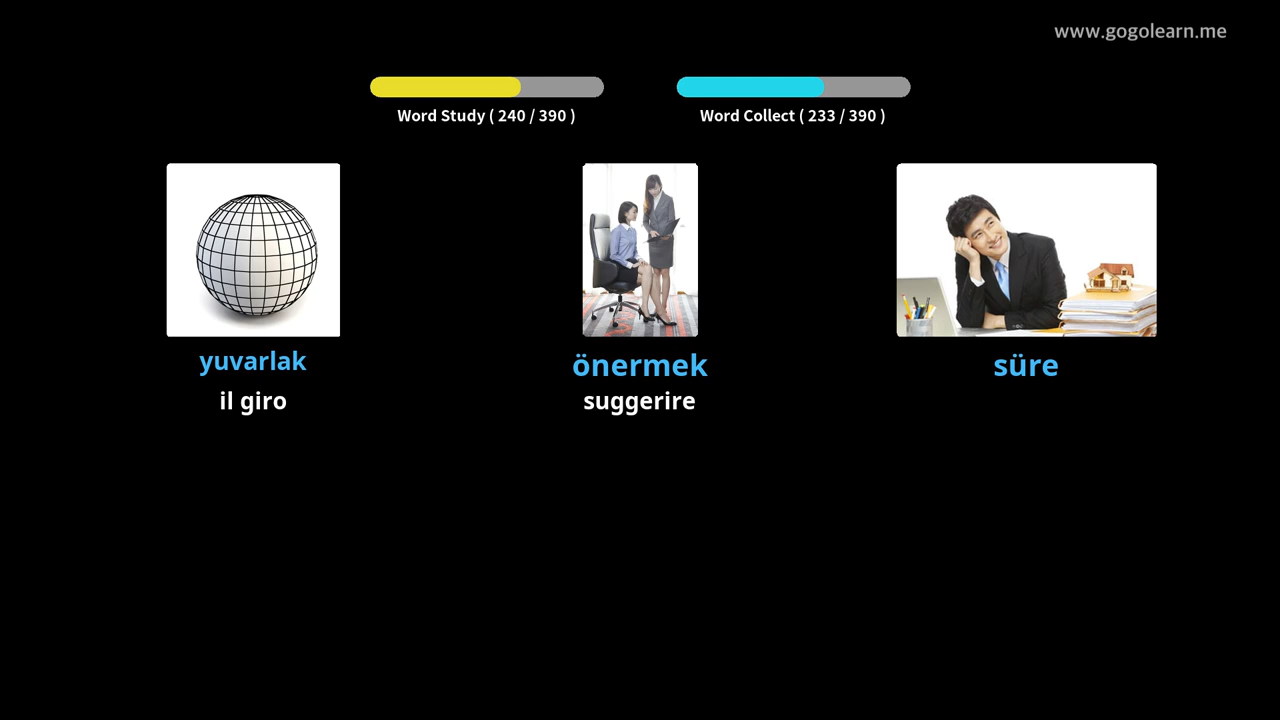 www.gogolearn.me
Word Study ( 240 / 390 )
Word Collect ( 233 / 390 )
yuvarlak
il giro
önermek
suggerire
süre